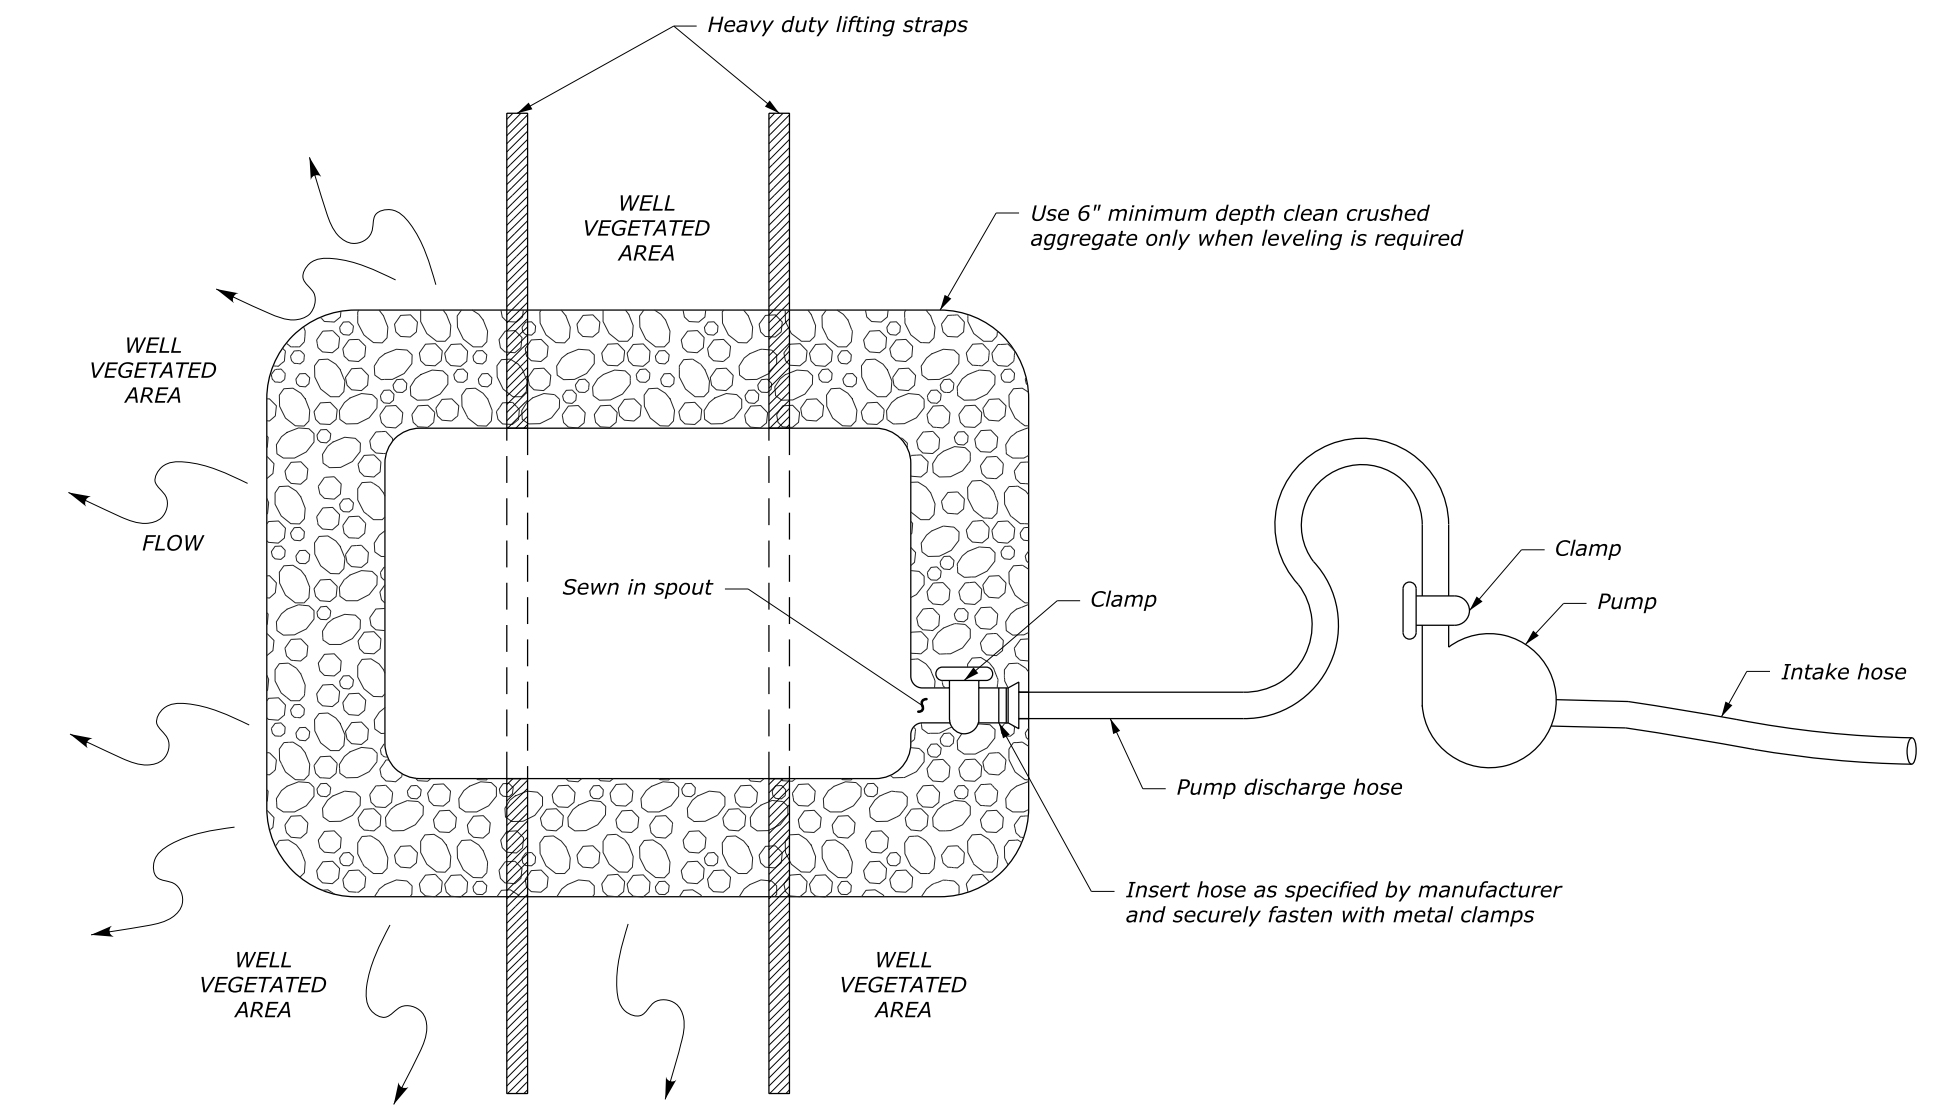 Heavy duty lifting straps
WELL
VEGETATED
AREA
Use 6" minimum depth clean crushed
aggregate only when leveling is required
WELL
VEGETATED
AREA
FLOW
Sewn in spout
Clamp
Clamp
Pump
Intake hose
Pump discharge hose
Insert hose as specified by manufacturer
and securely fasten with metal clamps
WELL
VEGETATED
AREA
WELL
VEGETATED
AREA